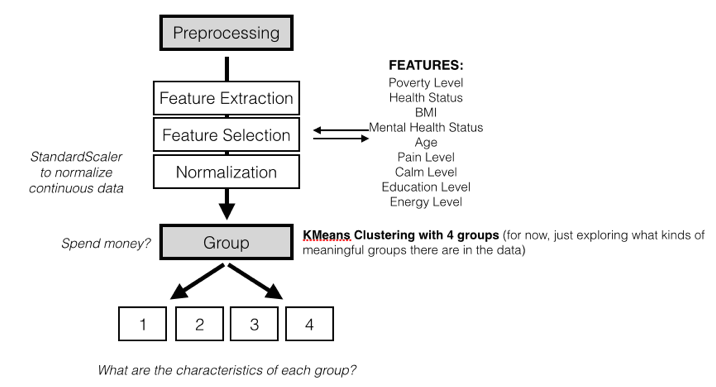 Preprocessing
Feature Extraction
Feature Selection
Normalization
StandardScaler
to normalize
continuous data
FEATURES:
Poverty Level
Health Status
BMI
Mental Health Status
Age
Pain Level
Calm Level
Education Level
Energy Level
Spend money?
Group
KMeans Clustering with 4 groups (for now, just exploring what kinds of
meaningful groups there are in the data)
1
2
3
4
What are the characteristics of each group?